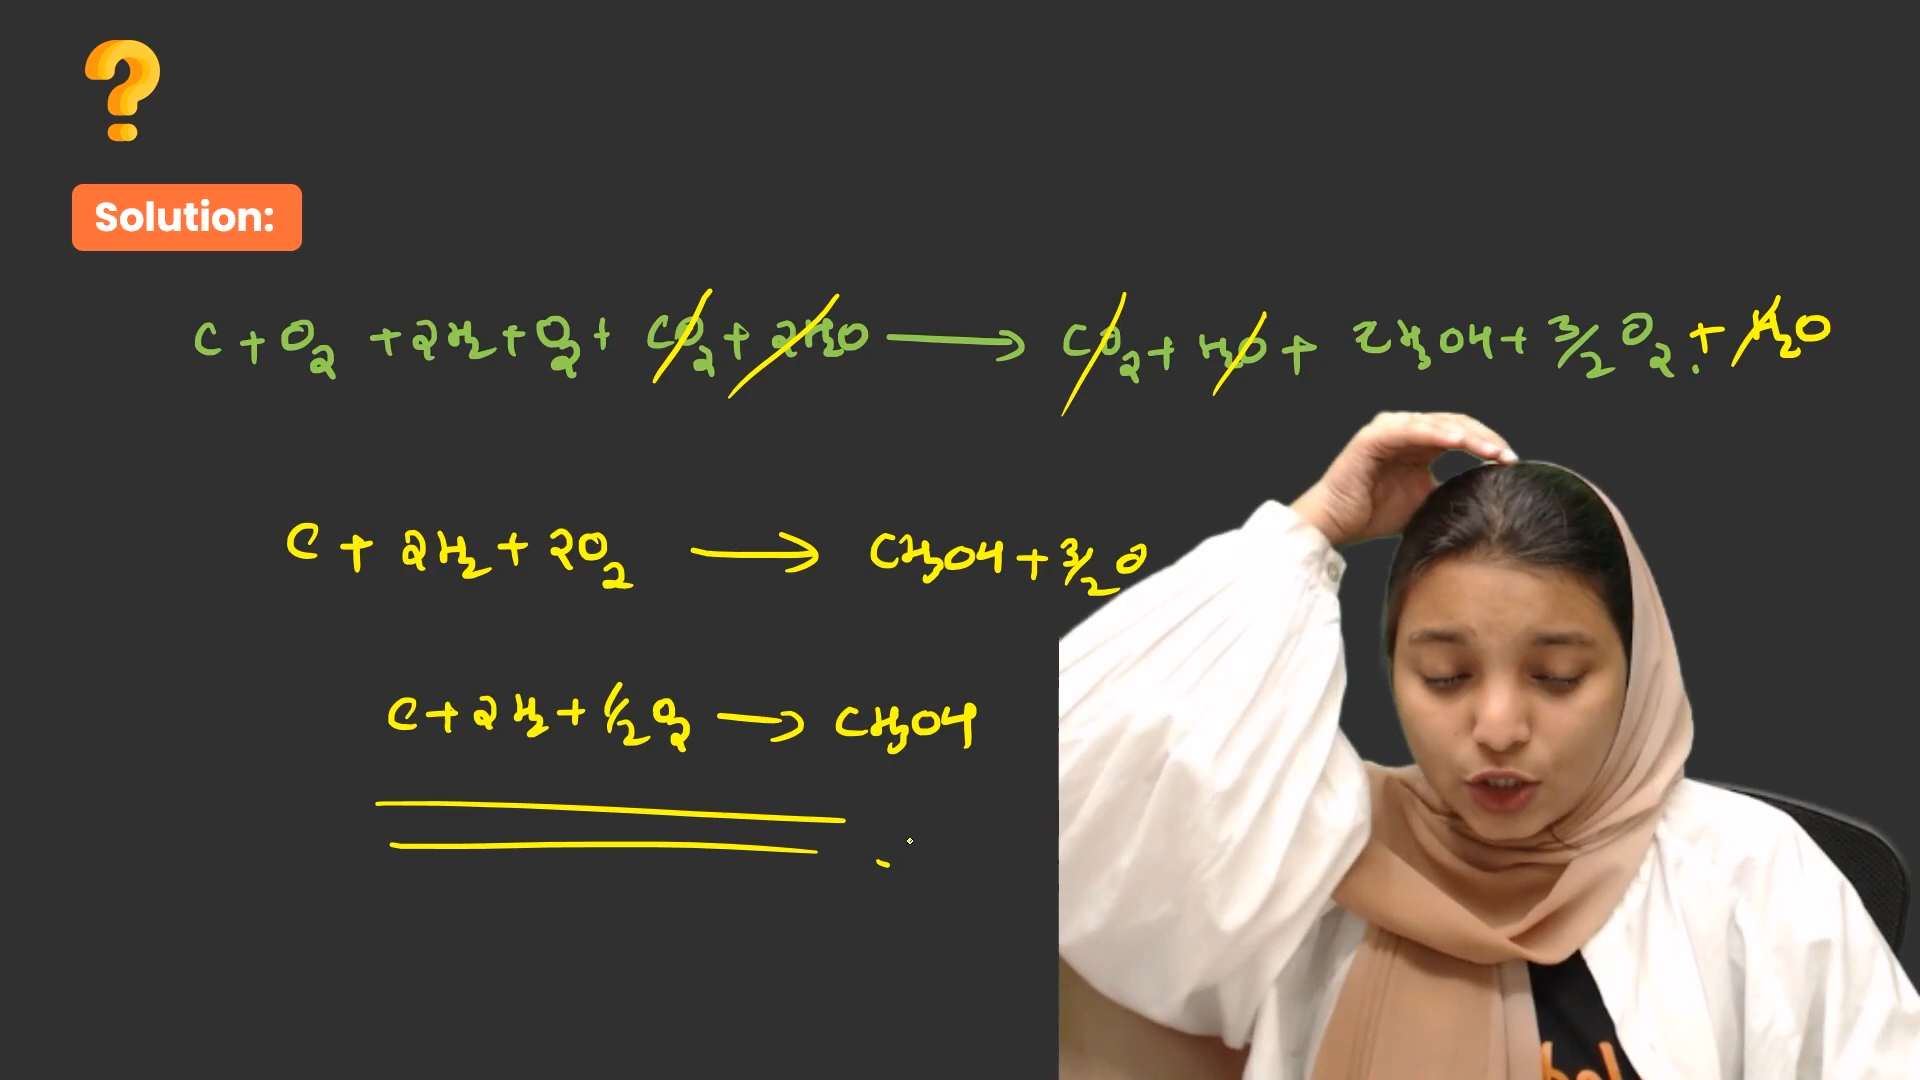 ?
Solution:
C + O₂ + 2H₂ + O₂ + CO₂ + 2H₂O ⟶ CO₂ + H₂O + CH₃OH + 3/2 O₂ + H₂O
C + 2H₂ + 2O₂ ⟶ CH₃OH + 3/2 O
C + 2H₂ + 1/2 O₂ ⟶ CH₃OH